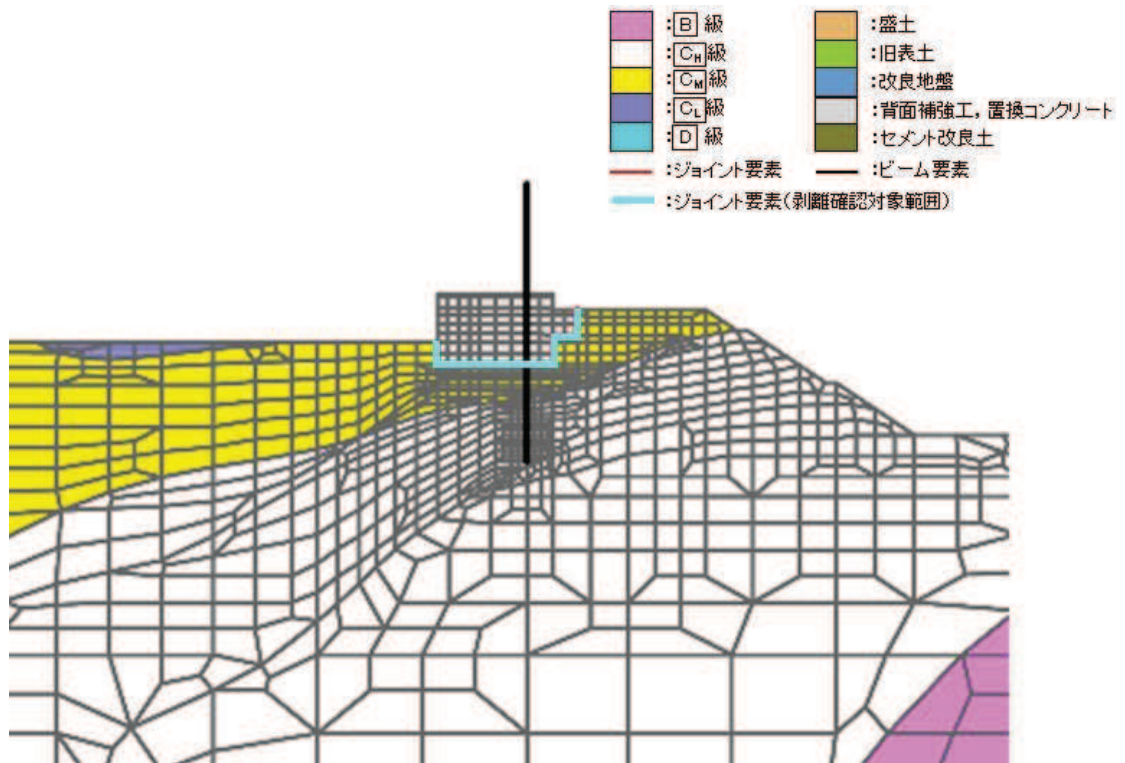 :B 級
:CH級
:CM級
:CL級
:D 級
:ジョイント要素
:ジョイント要素(剥離確認対象範囲)
:盛土
:旧表土
:改良地盤
:背面補強工，置換コンクリート
:セメント改良土
:ビーム要素